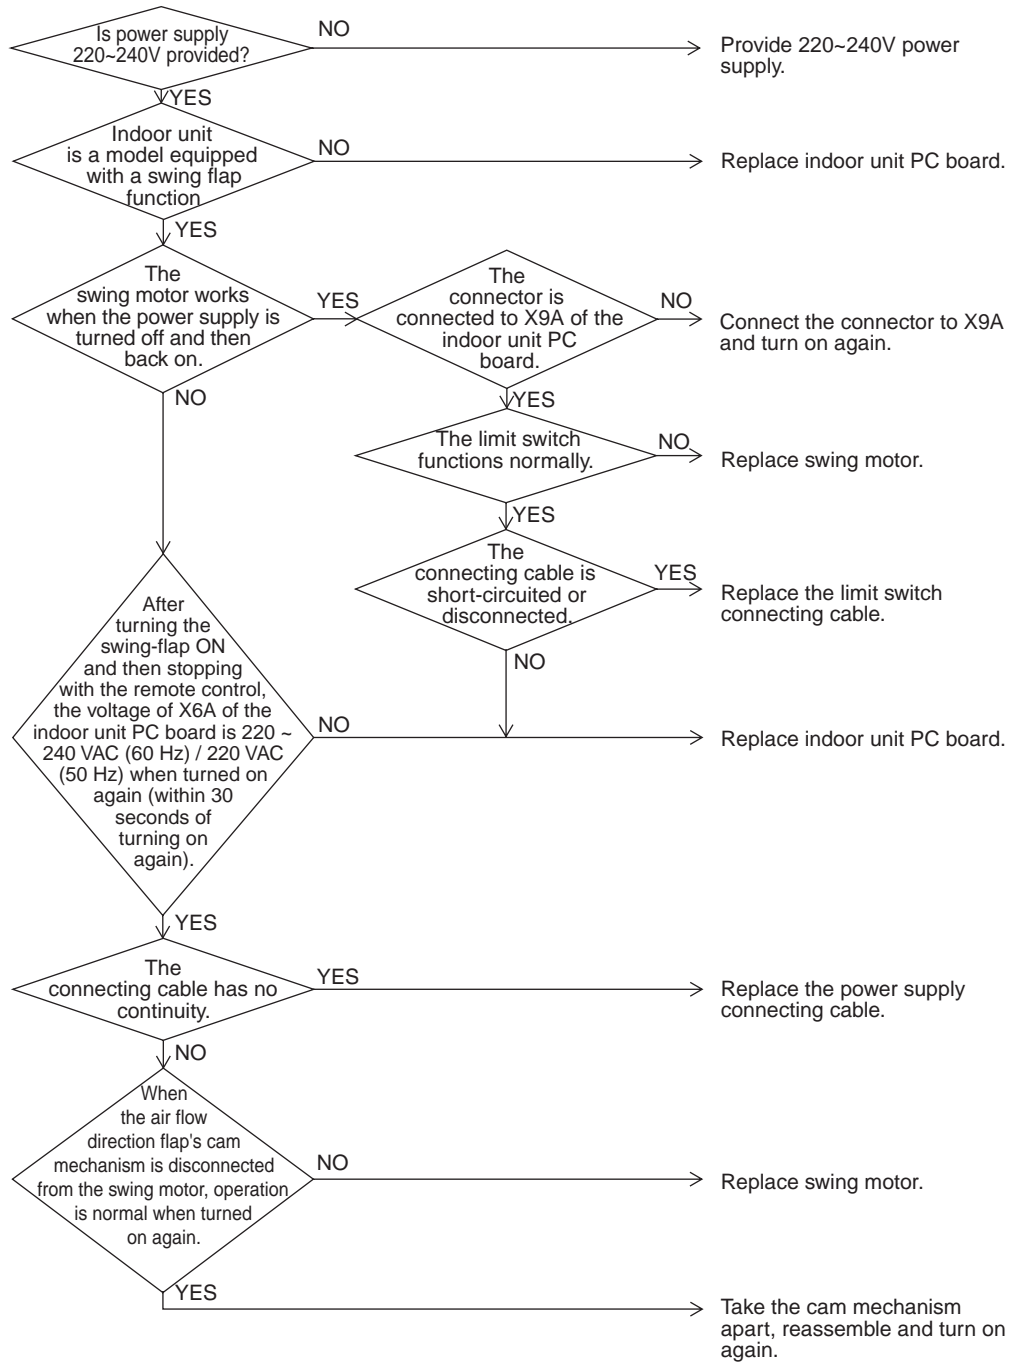 Is power supply
220~240V provided?
NO
Provide 220~240V power
supply.
YES
Indoor unit
is a model equipped
with a swing flap
function
NO
Replace indoor unit PC board.
YES
The
swing motor works
when the power supply is
turned off and then
back on.
YES
The
connector is
connected to X9A of the
indoor unit PC
board.
NO
Connect the connector to X9A
and turn on again.
NO
YES
The limit switch
functions normally.
NO
Replace swing motor.
YES
The
connecting cable is
short-circuited or
disconnected.
YES
Replace the limit switch
connecting cable.
NO
After
turning the
swing-flap ON
and then stopping
with the remote control,
the voltage of X6A of the
indoor unit PC board is 220 ~
240 VAC (60 Hz) / 220 VAC
(50 Hz) when turned on
again (within 30
seconds of
turning on
again).
NO
Replace indoor unit PC board.
YES
The
connecting cable has no
continuity.
YES
Replace the power supply
connecting cable.
NO
When
the air flow
direction flap's cam
mechanism is disconnected
from the swing motor, operation
is normal when turned
on again.
NO
Replace swing motor.
YES
Take the cam mechanism
apart, reassemble and turn on
again.